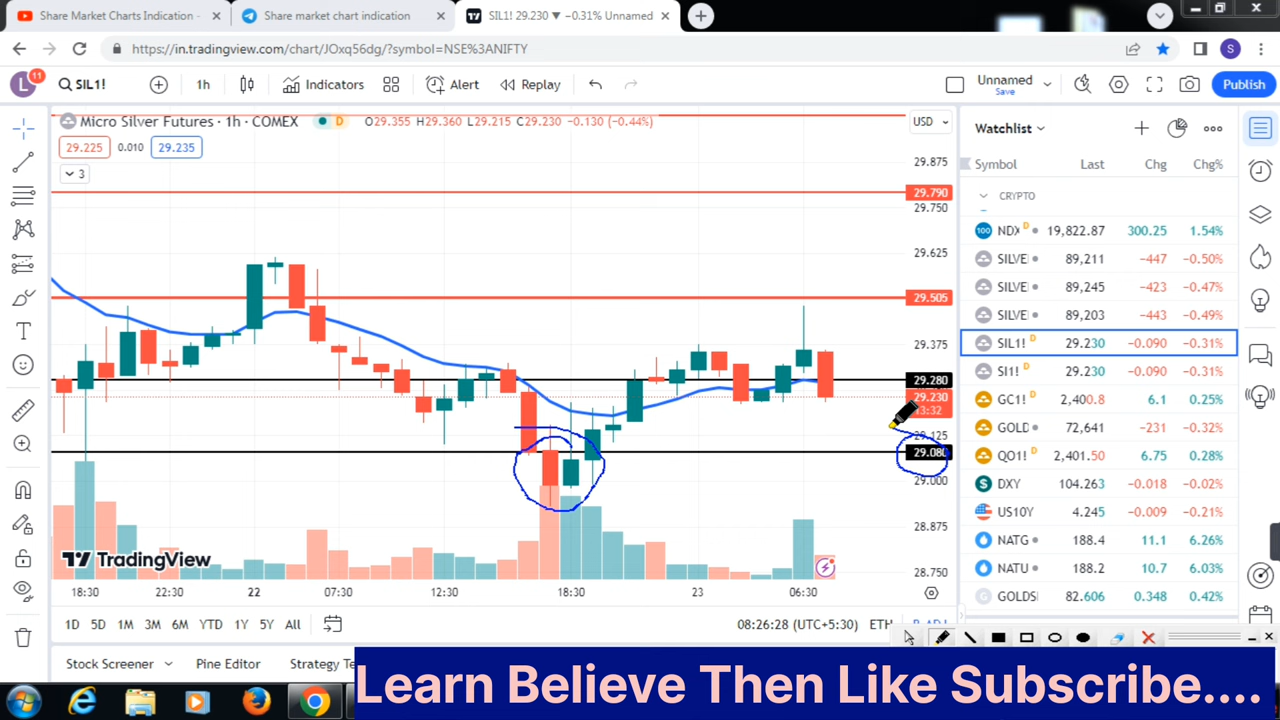 Share Market Charts Indication -
Share market chart indication
SIL1! 29.230 ▼ −0.31% Unnamed
https://in.tradingview.com/chart/JOxq56dg/?symbol=NSE%3ANIFTY
S
L
11
SIL1!
1h
Indicators
Alert
Replay
Unnamed
Save
Publish
Micro Silver Futures · 1h · COMEX
D
O29.355 H29.360 L29.215 C29.230 −0.130 (−0.44%)
29.225
0.010
29.235
3
USD
29.875
29.790
29.750
29.625
29.505
29.375
29.280
29.230
13:32
29.125
29.080
29.000
28.875
28.750
TradingView
18:30
22:30
22
07:30
12:30
18:30
23
06:30
1D
5D
1M
3M
6M
YTD
1Y
5Y
All
08:26:28 (UTC+5:30)
ETH
B-ADJ
Stock Screener
Pine Editor
Strategy Te
Watchlist
Symbol Last Chg Chg%
CRYPTO
NDX D 19,822.87 300.25 1.54%
SILVE 89,211 −447 −0.50%
SILVE 89,245 −423 −0.47%
SILVE 89,203 −443 −0.49%
SIL1! D 29.230 −0.090 −0.31%
SI1! D 29.230 −0.090 −0.31%
GC1! D 2,400.8 6.1 0.25%
GOLD 72,641 −231 −0.32%
QO1! D 2,401.50 6.75 0.28%
DXY 104.263 −0.018 −0.02%
US10Y 4.245 −0.009 −0.21%
NATG 188.4 11.1 6.26%
NATU 188.2 10.7 6.03%
GOLDS 82.606 0.348 0.42%
Learn Believe Then Like Subscribe....